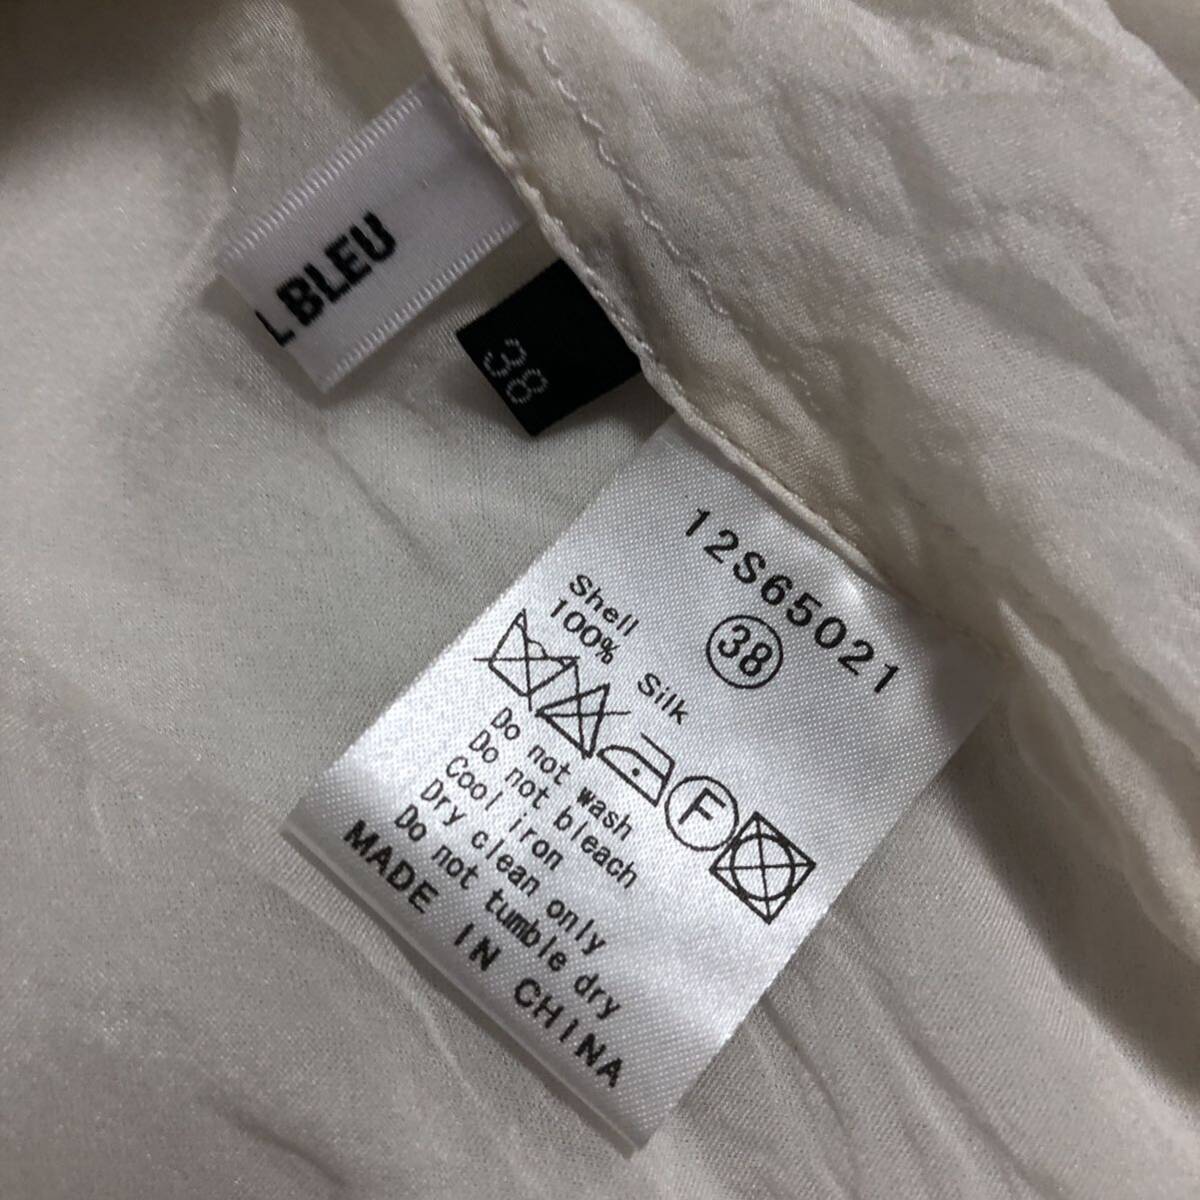 L BLEU
38
12S65021
38
Shell
100% Silk
F
Do not wash
Do not bleach
Cool iron
Dry clean only
Do not tumble dry
MADE IN CHINA